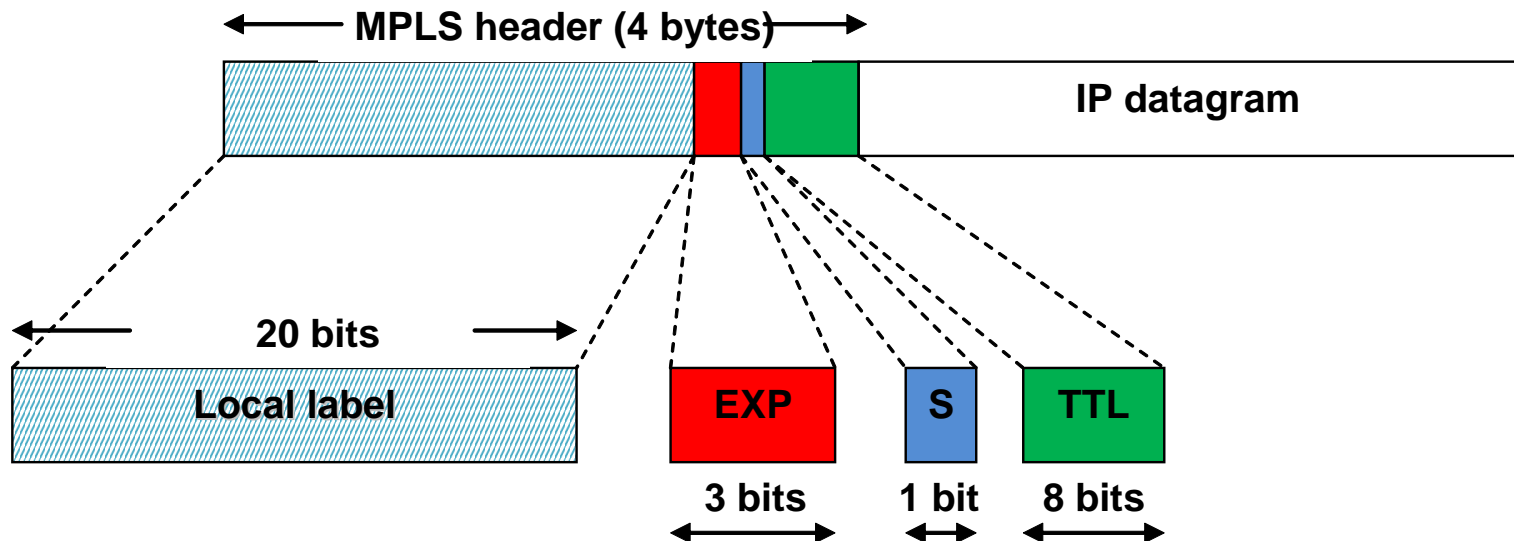 MPLS header (4 bytes)
IP datagram
20 bits
Local label
EXP
S
TTL
3 bits
1 bit
8 bits